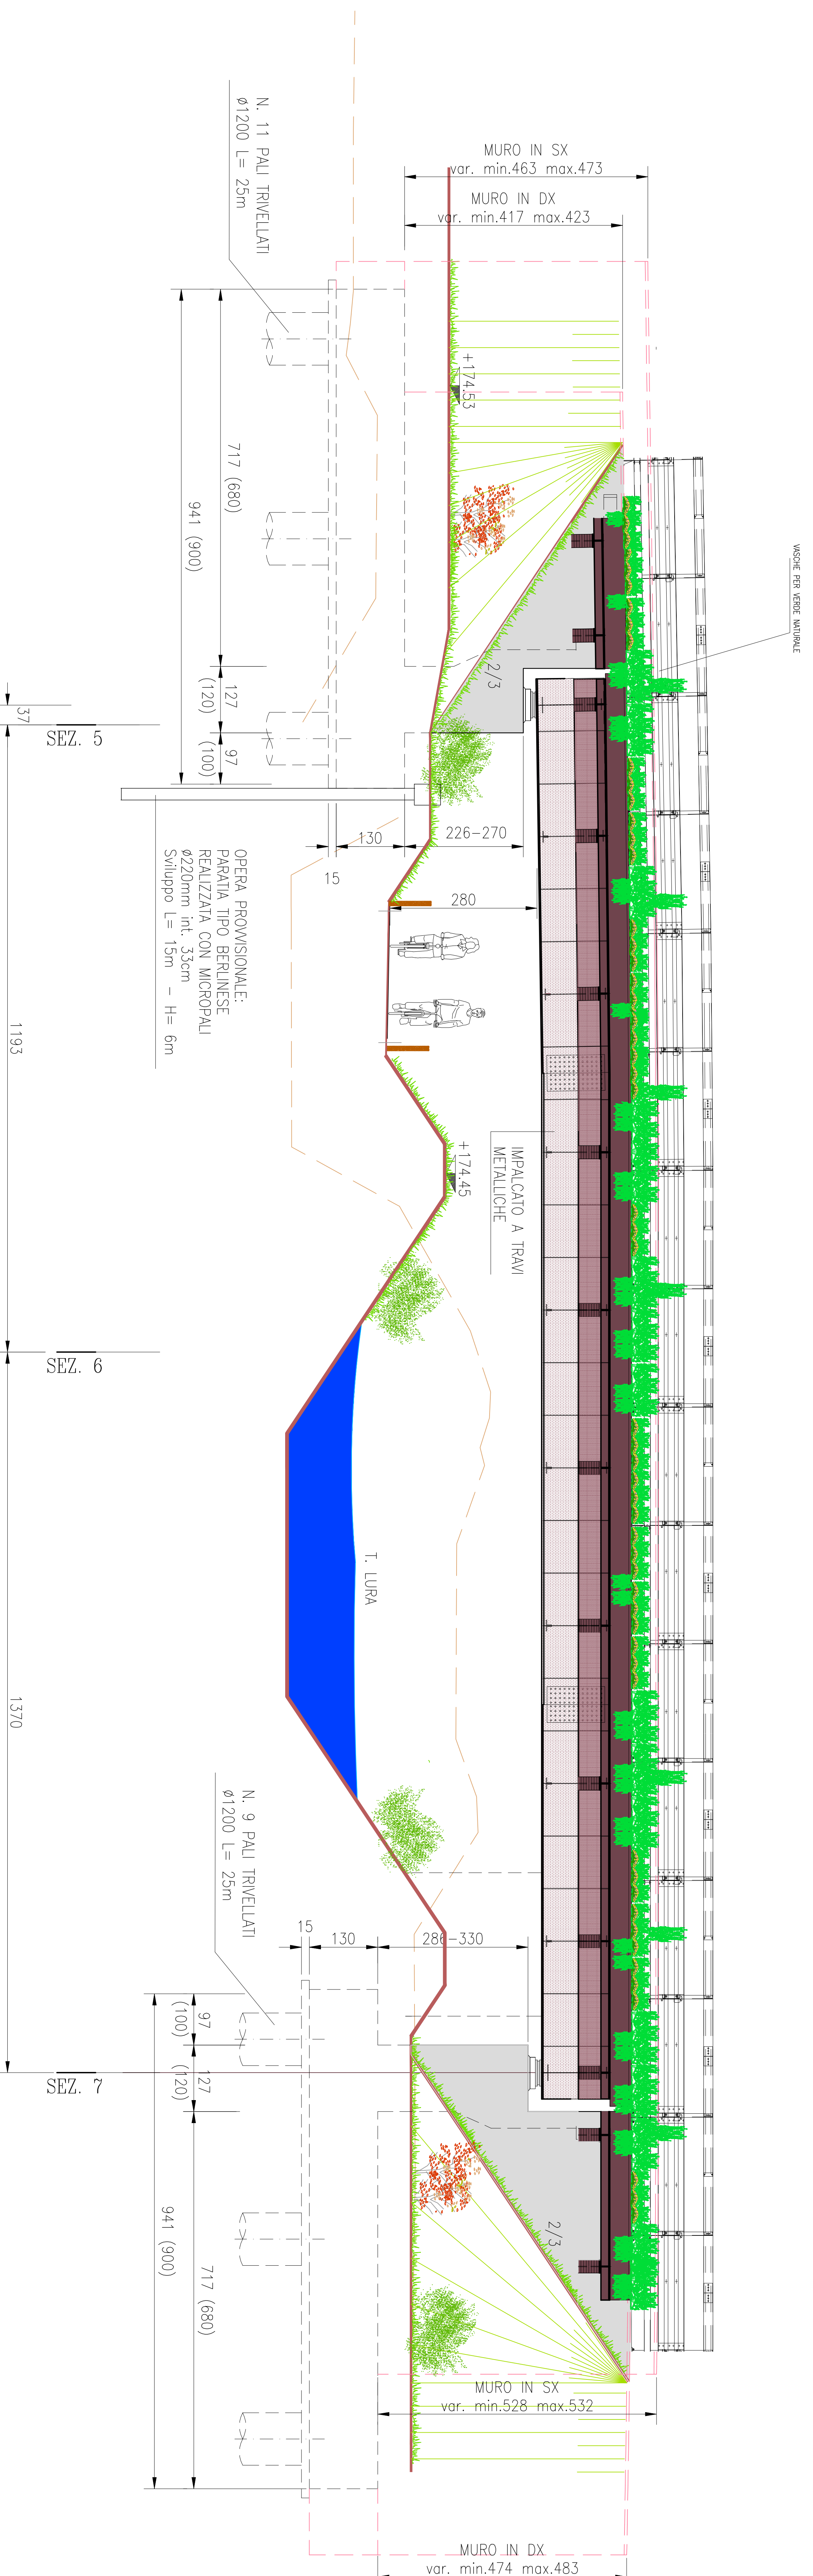 MURO IN SX
var. min.463 max.473
MURO IN DX
var. min.417 max.423
N. 11 PALI TRIVELLATI
ø1200 L= 25m
VASCHE PER VERDE NATURALE
+174.53
717 (680)
941 (900)
2/3
127
(120)
97
(100)
37
SEZ. 5
130
226-270
15
280
OPERA PROVVISIONALE:
PARATIA TIPO BERLINESE
REALIZZATA CON MICROPALI
ø220mm int. 33cm
Sviluppo L= 15m - H= 6m
1193
+174.45
IMPALCATO A TRAVI
METALLICHE
SEZ. 6
T. LURA
1370
N. 9 PALI TRIVELLATI
ø1200 L= 25m
15
130
286-330
97
(100)
127
(120)
SEZ. 7
941 (900)
717 (680)
2/3
MURO IN SX
var. min.528 max.532
MURO IN DX
var. min.474 max.483